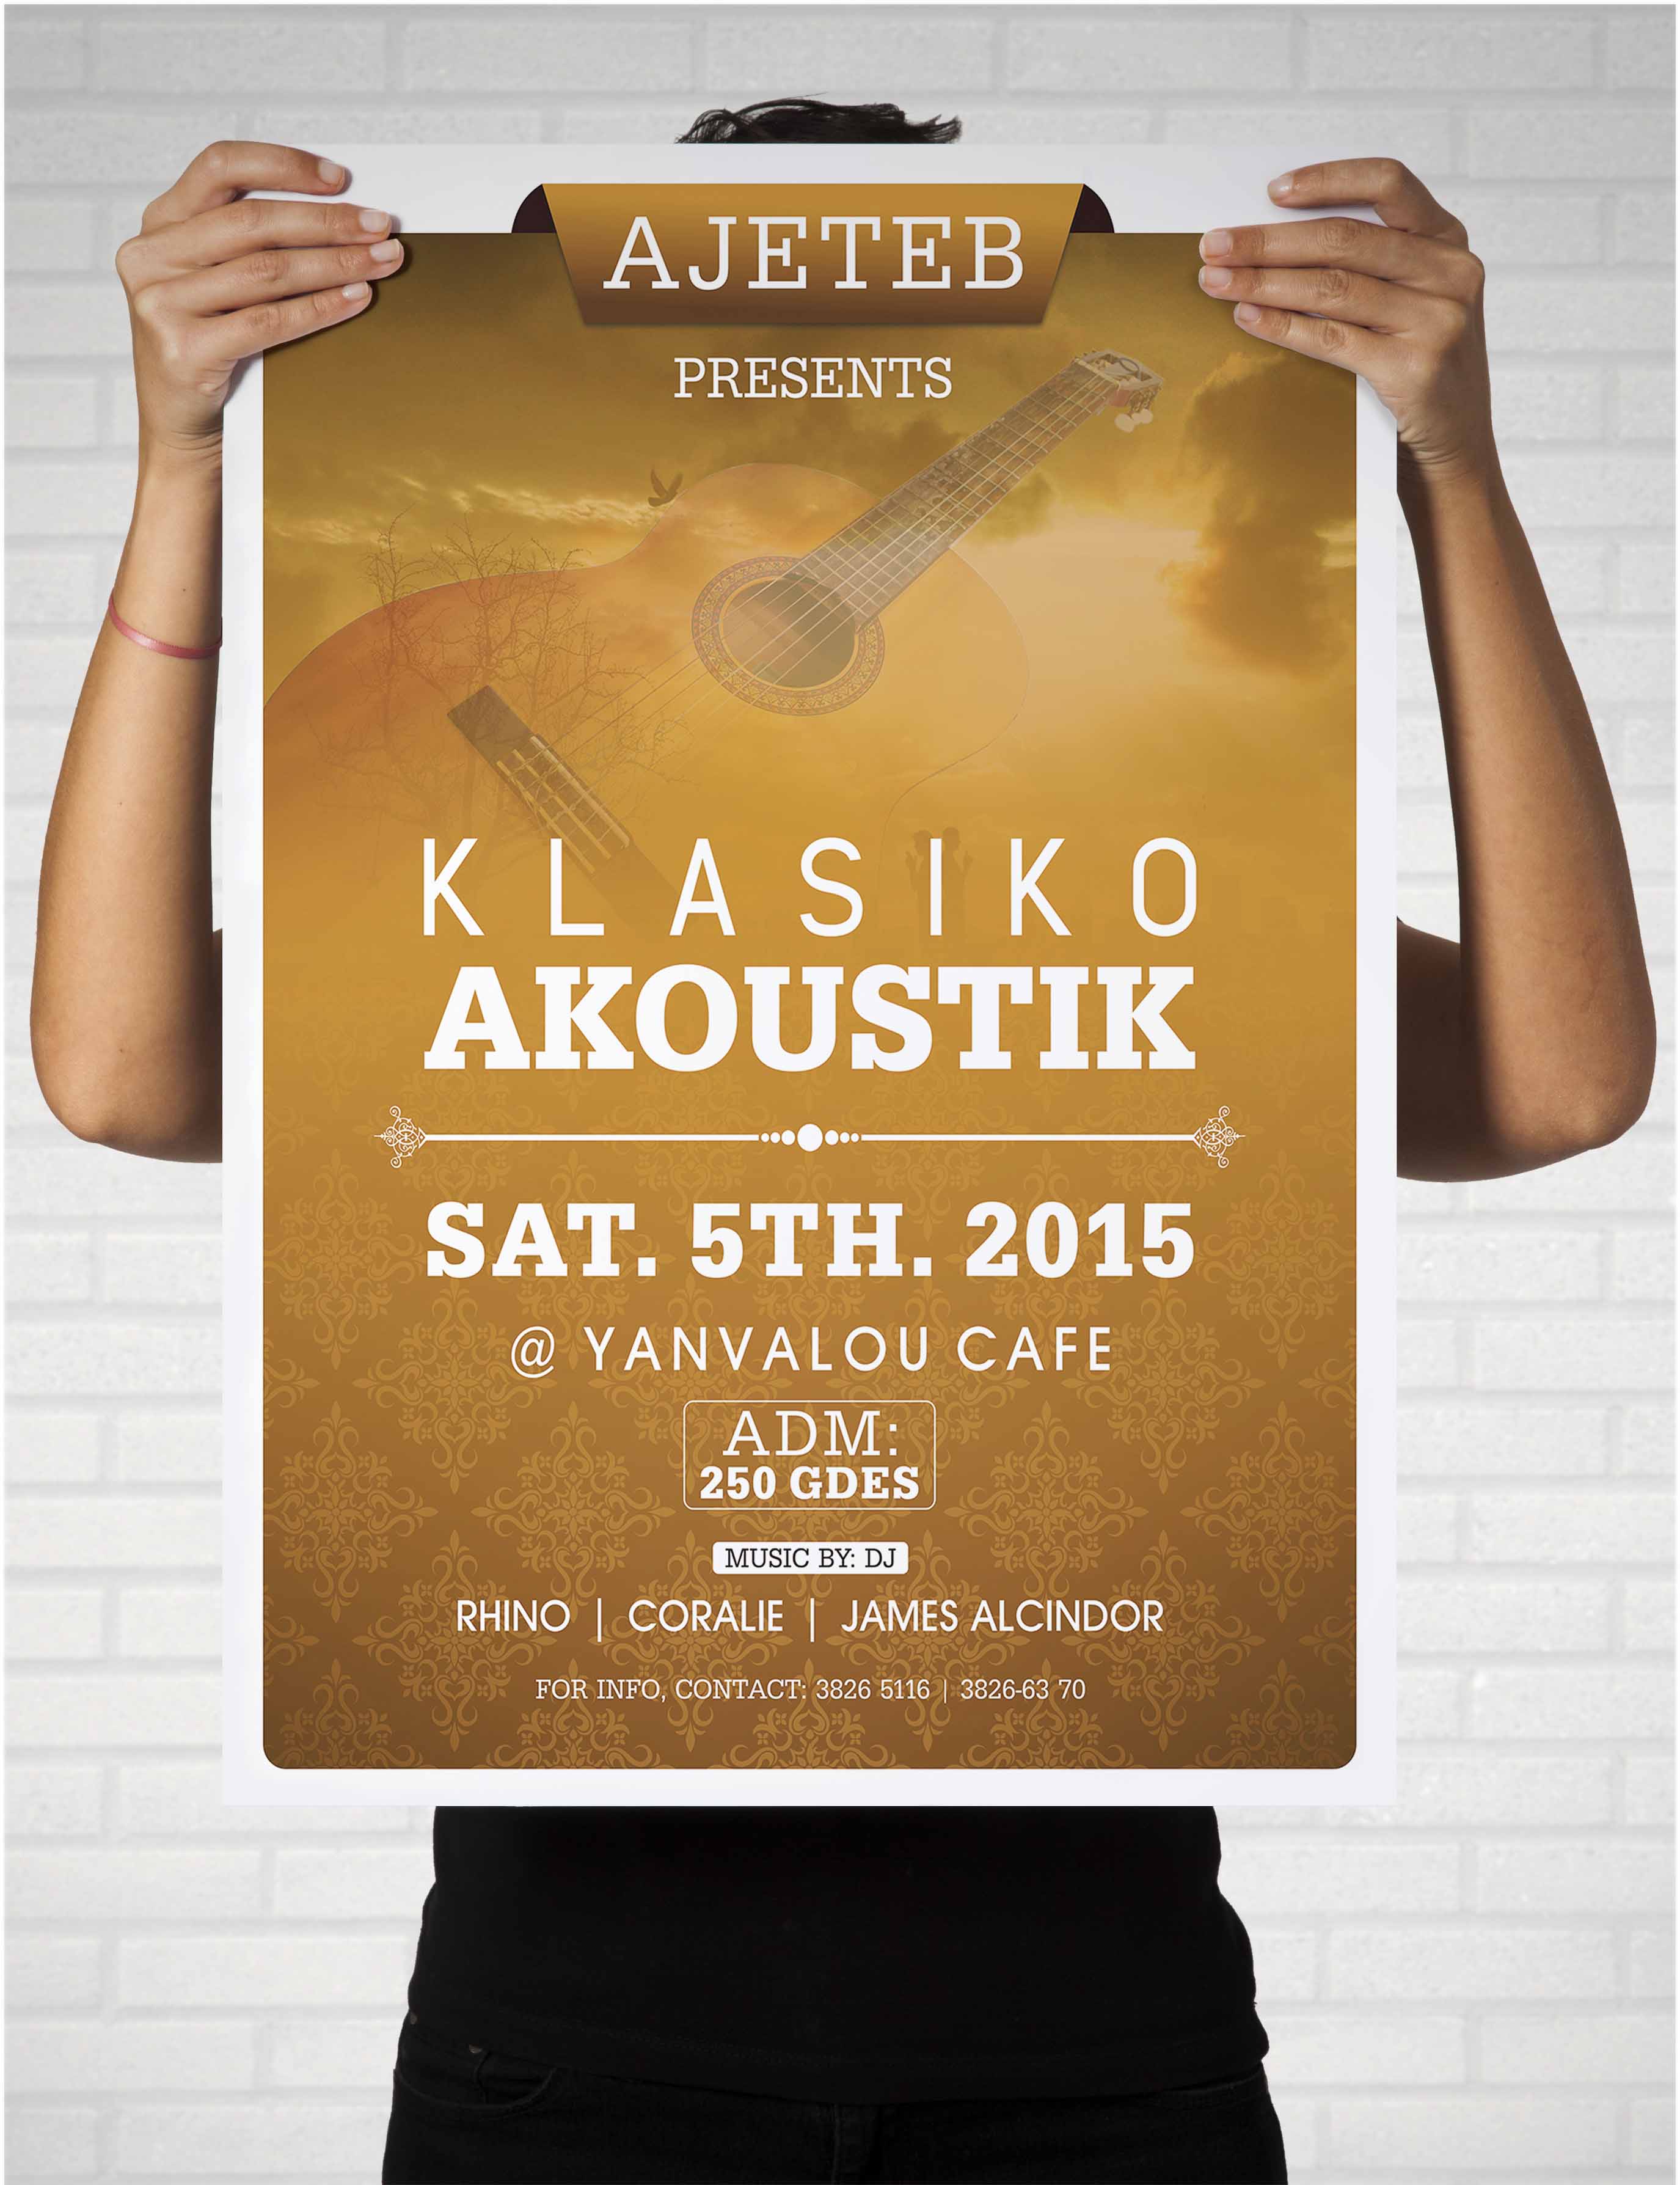 AJETEB
PRESENTS
KLASIKO
AKOUSTIK
SAT. 5TH. 2015
@ YANVALOU CAFE
ADM:
250 GDES
MUSIC BY: DJ
RHINO | CORALIE | JAMES ALCINDOR
FOR INFO, CONTACT: 3826 5116 | 3826-63 70